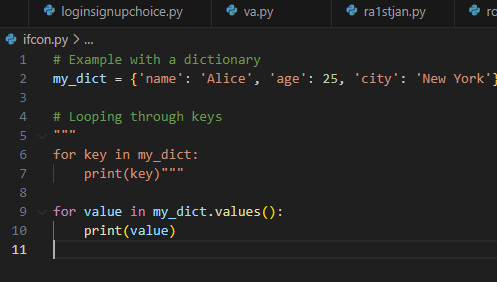 loginsignupchoice.py va.py ra1stjan.py
ifcon.py > ...
1 # Example with a dictionary
2 my_dict = {'name': 'Alice', 'age': 25, 'city': 'New York'}
3
4 # Looping through keys
5 """
6 for key in my_dict:
7     print(key)"""
8
9 for value in my_dict.values():
10     print(value)
11